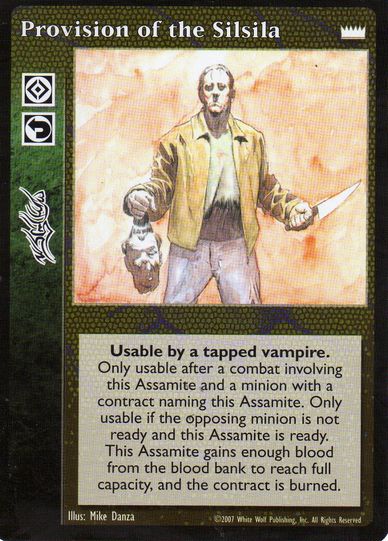 Provision of the Silsila
Usable by a tapped vampire.
Only usable after a combat involving
this Assamite and a minion with a
contract naming this Assamite. Only
usable if the opposing minion is not
ready and this Assamite is ready.
This Assamite gains enough blood
from the blood bank to reach full
capacity, and the contract is burned.
Illus: Mike Danza
©2007 White Wolf Publishing, Inc. All Rights Reserved